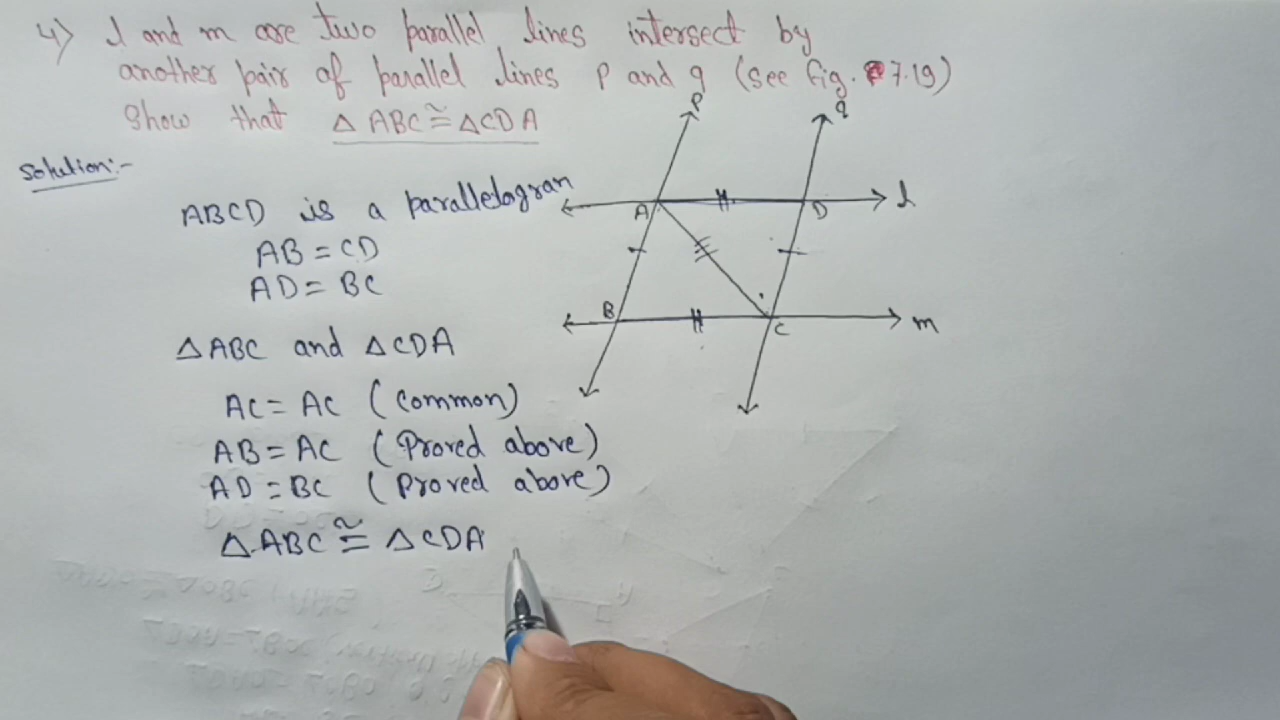 4) l and m are two parallel lines intersect by
another pair of parallel lines p and q (see fig. 7.19)
Show that △ ABC ≅ △CDA
Solution:-
ABCD is a parallelogram
AB = CD
AD = BC
△ABC and △CDA
AC = AC (common)
AB = AC (Proved above)
AD = BC (Proved above)
△ABC ≅ △CDA
P
q
A
D
l
B
C
m